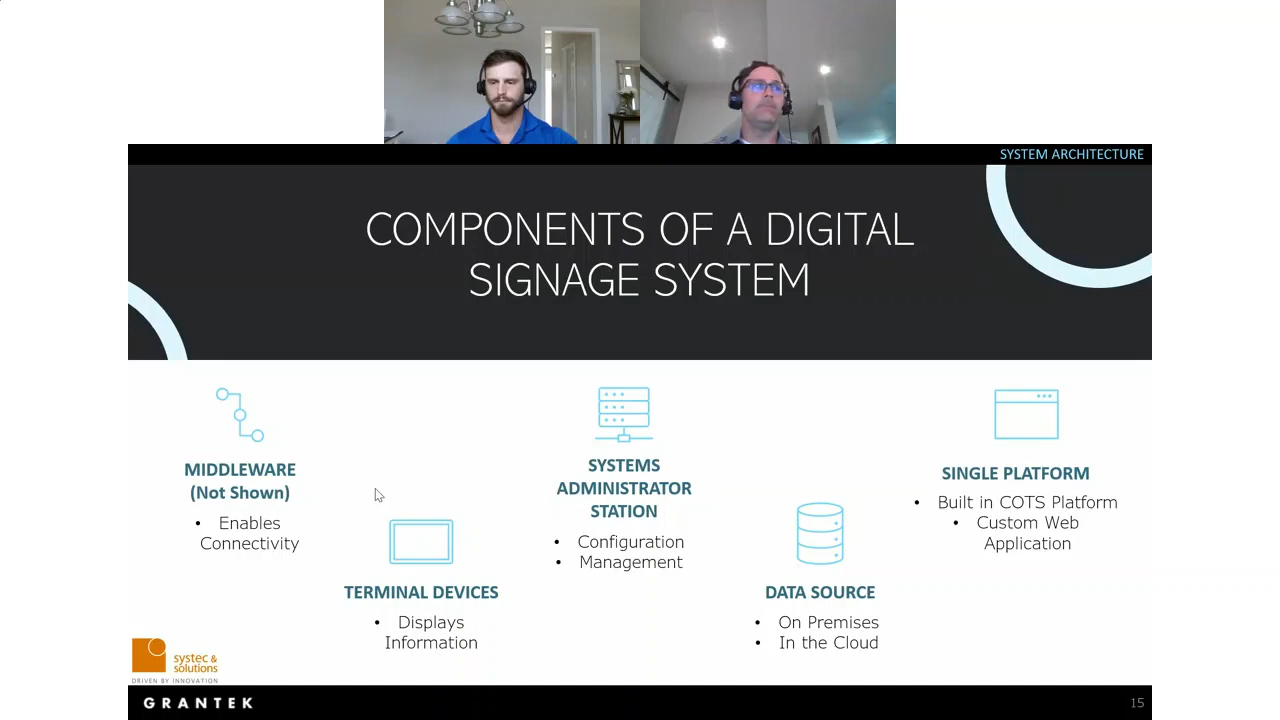 SYSTEM ARCHITECTURE
COMPONENTS OF A DIGITAL
SIGNAGE SYSTEM
MIDDLEWARE
(Not Shown)
• Enables
Connectivity
TERMINAL DEVICES
• Displays
Information
SYSTEMS
ADMINISTRATOR
STATION
• Configuration
• Management
DATA SOURCE
• On Premises
• In the Cloud
SINGLE PLATFORM
• Built in COTS Platform
• Custom Web
Application
systec &
solutions
DRIVEN BY INNOVATION
GRANTEK
15